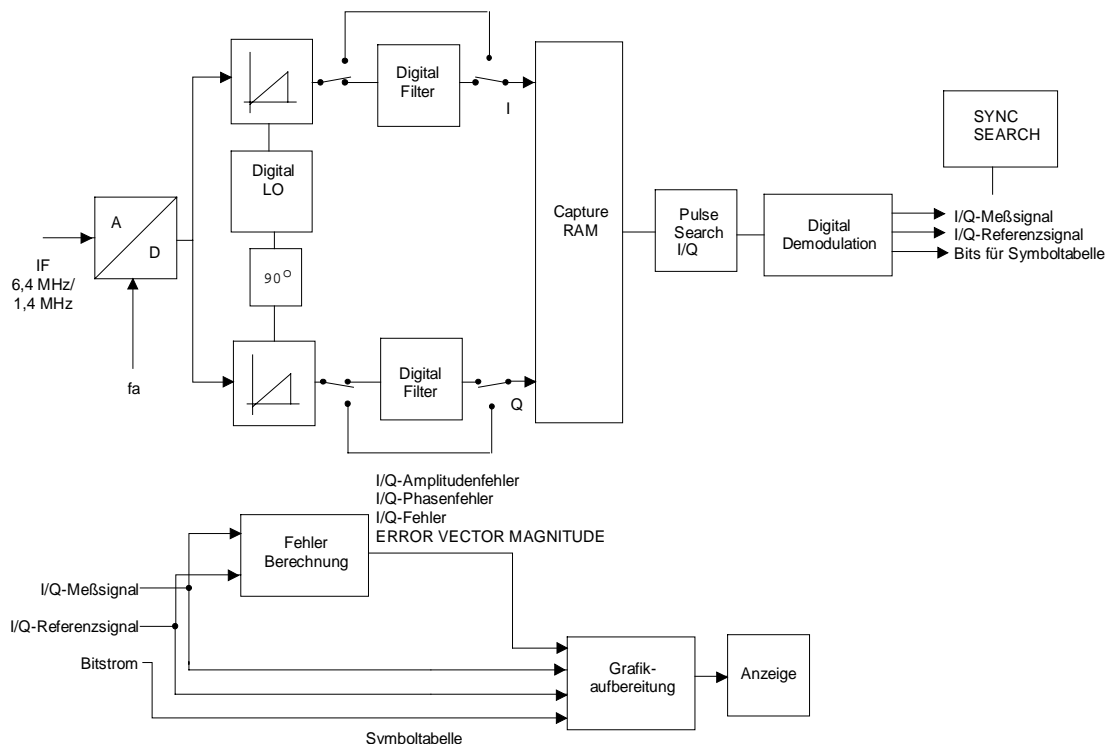 Digital
Filter
I
SYNC
SEARCH
Digital
LO
A
D
Capture
RAM
Pulse
Search
I/Q
Digital
Demodulation
I/Q-Meßsignal
I/Q-Referenzsignal
Bits für Symboltabelle
IF
6,4 MHz/
1,4 MHz
90°
fa
Digital
Filter
Q
I/Q-Amplitudenfehler
I/Q-Phasenfehler
I/Q-Fehler
ERROR VECTOR MAGNITUDE
Fehler
Berechnung
I/Q-Meßsignal
I/Q-Referenzsignal
Bitstrom
Grafik-
aufbereitung
Anzeige
Symboltabelle